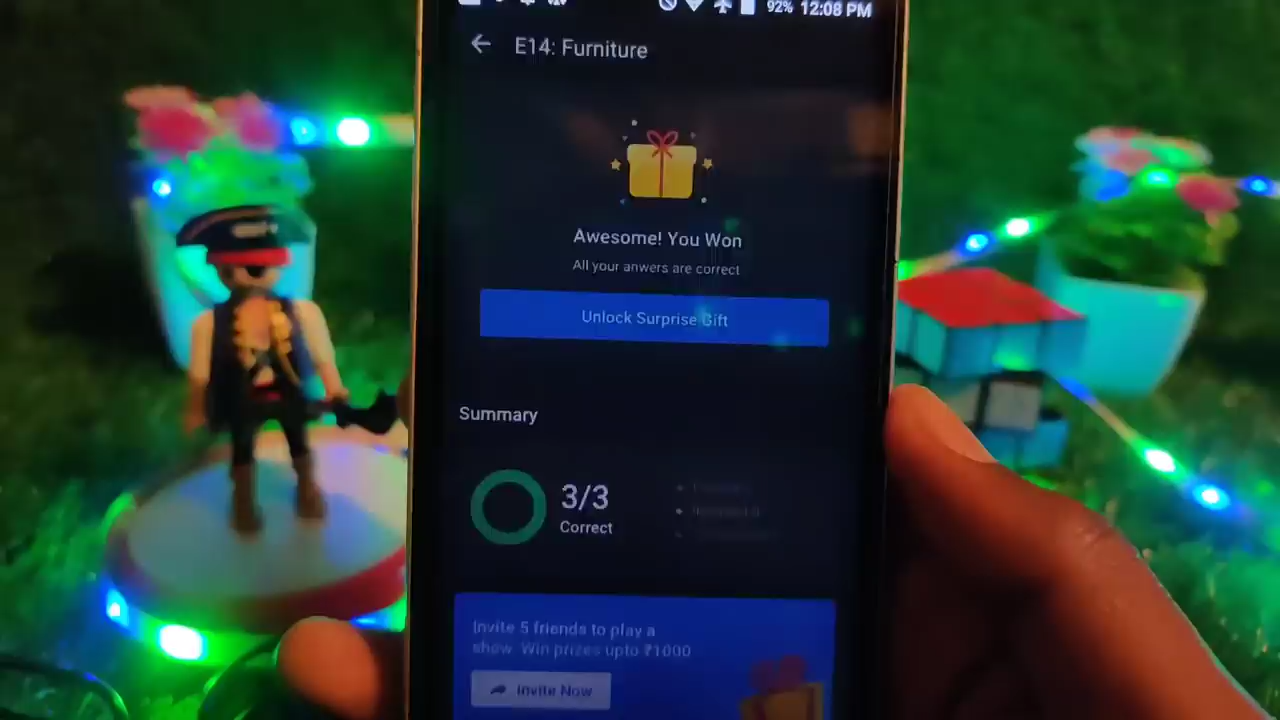 92% 12:08 PM
E14: Furniture
Awesome! You Won
All your anwers are correct
Unlock Surprise Gift
Summary
3/3
Correct
Invite 5 friends to play a
show. Win prizes upto ₹1000
Invite Now